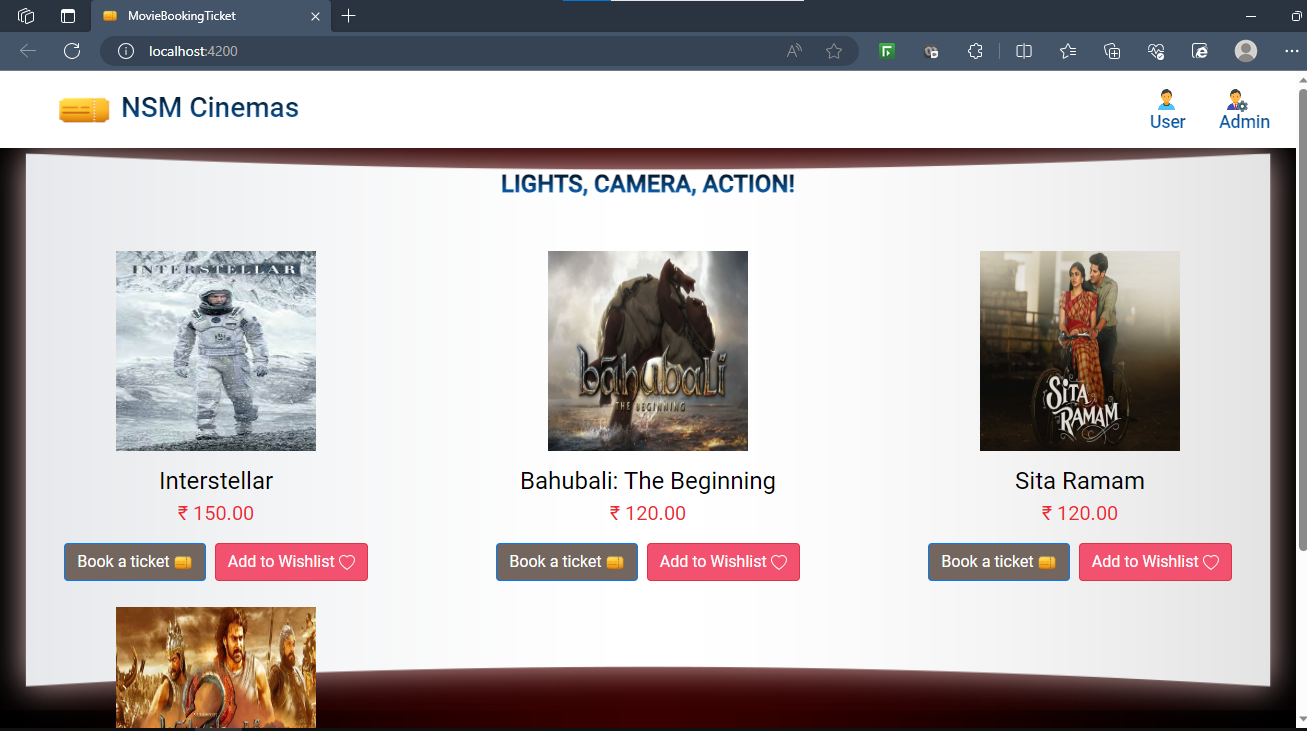 MovieBookingTicket
localhost:4200
NSM Cinemas
User
Admin
LIGHTS, CAMERA, ACTION!
INTERSTELLAR
bāhubali
THE BEGINNING
SiTA
RAMAM
Interstellar
Bahubali: The Beginning
Sita Ramam
₹ 150.00
₹ 120.00
₹ 120.00
Book a ticket
Add to Wishlist
Book a ticket
Add to Wishlist
Book a ticket
Add to Wishlist
2